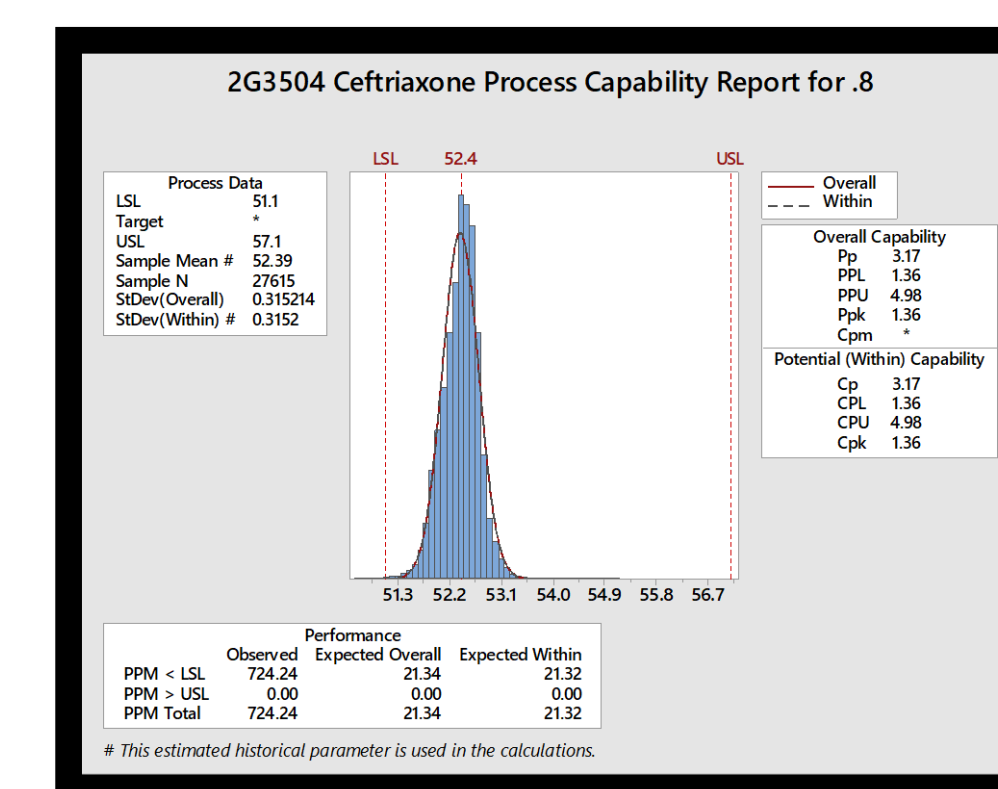 2G3504 Ceftriaxone Process Capability Report for .8
LSL 52.4 USL
Process Data
LSL 51.1
Target *
USL 57.1
Sample Mean # 52.39
Sample N 27615
StDev(Overall) 0.315214
StDev(Within) # 0.3152
Overall
Within
Overall Capability
Pp 3.17
PPL 1.36
PPU 4.98
Ppk 1.36
Cpm *
Potential (Within) Capability
Cp 3.17
CPL 1.36
CPU 4.98
Cpk 1.36
51.3 52.2 53.1 54.0 54.9 55.8 56.7
Performance
Observed Expected Overall Expected Within
PPM < LSL 724.24 21.34 21.32
PPM > USL 0.00 0.00 0.00
PPM Total 724.24 21.34 21.32
# This estimated historical parameter is used in the calculations.